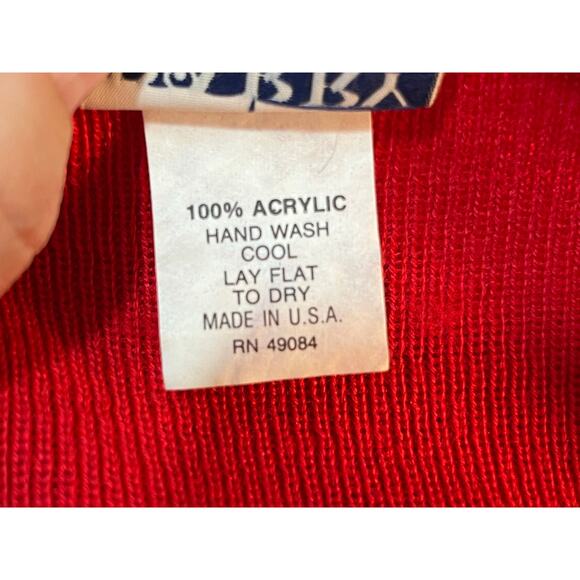 100% ACRYLIC
HAND WASH
COOL
LAY FLAT
TO DRY
MADE IN U.S.A.
RN 49084